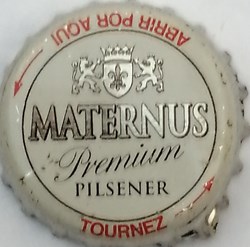 ABRIR POR AQUI
MATERNUS
Premium
PILSENER
TOURNEZ